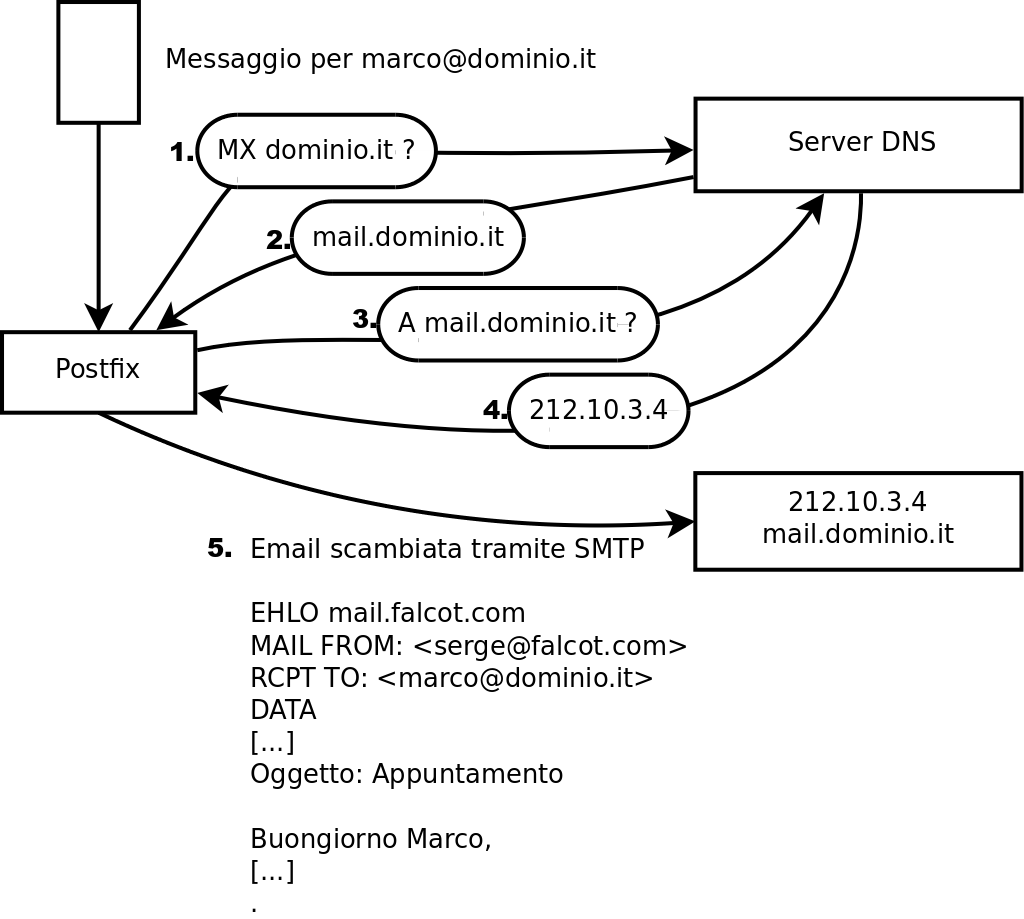 Messaggio per marco@dominio.it
1. MX dominio.it ?
Server DNS
2. mail.dominio.it
3. A mail.dominio.it ?
Postfix
4. 212.10.3.4
212.10.3.4
mail.dominio.it
5. Email scambiata tramite SMTP
EHLO mail.falcot.com
MAIL FROM: <serge@falcot.com>
RCPT TO: <marco@dominio.it>
DATA
[...]
Oggetto: Appuntamento
Buongiorno Marco,
[...]
.